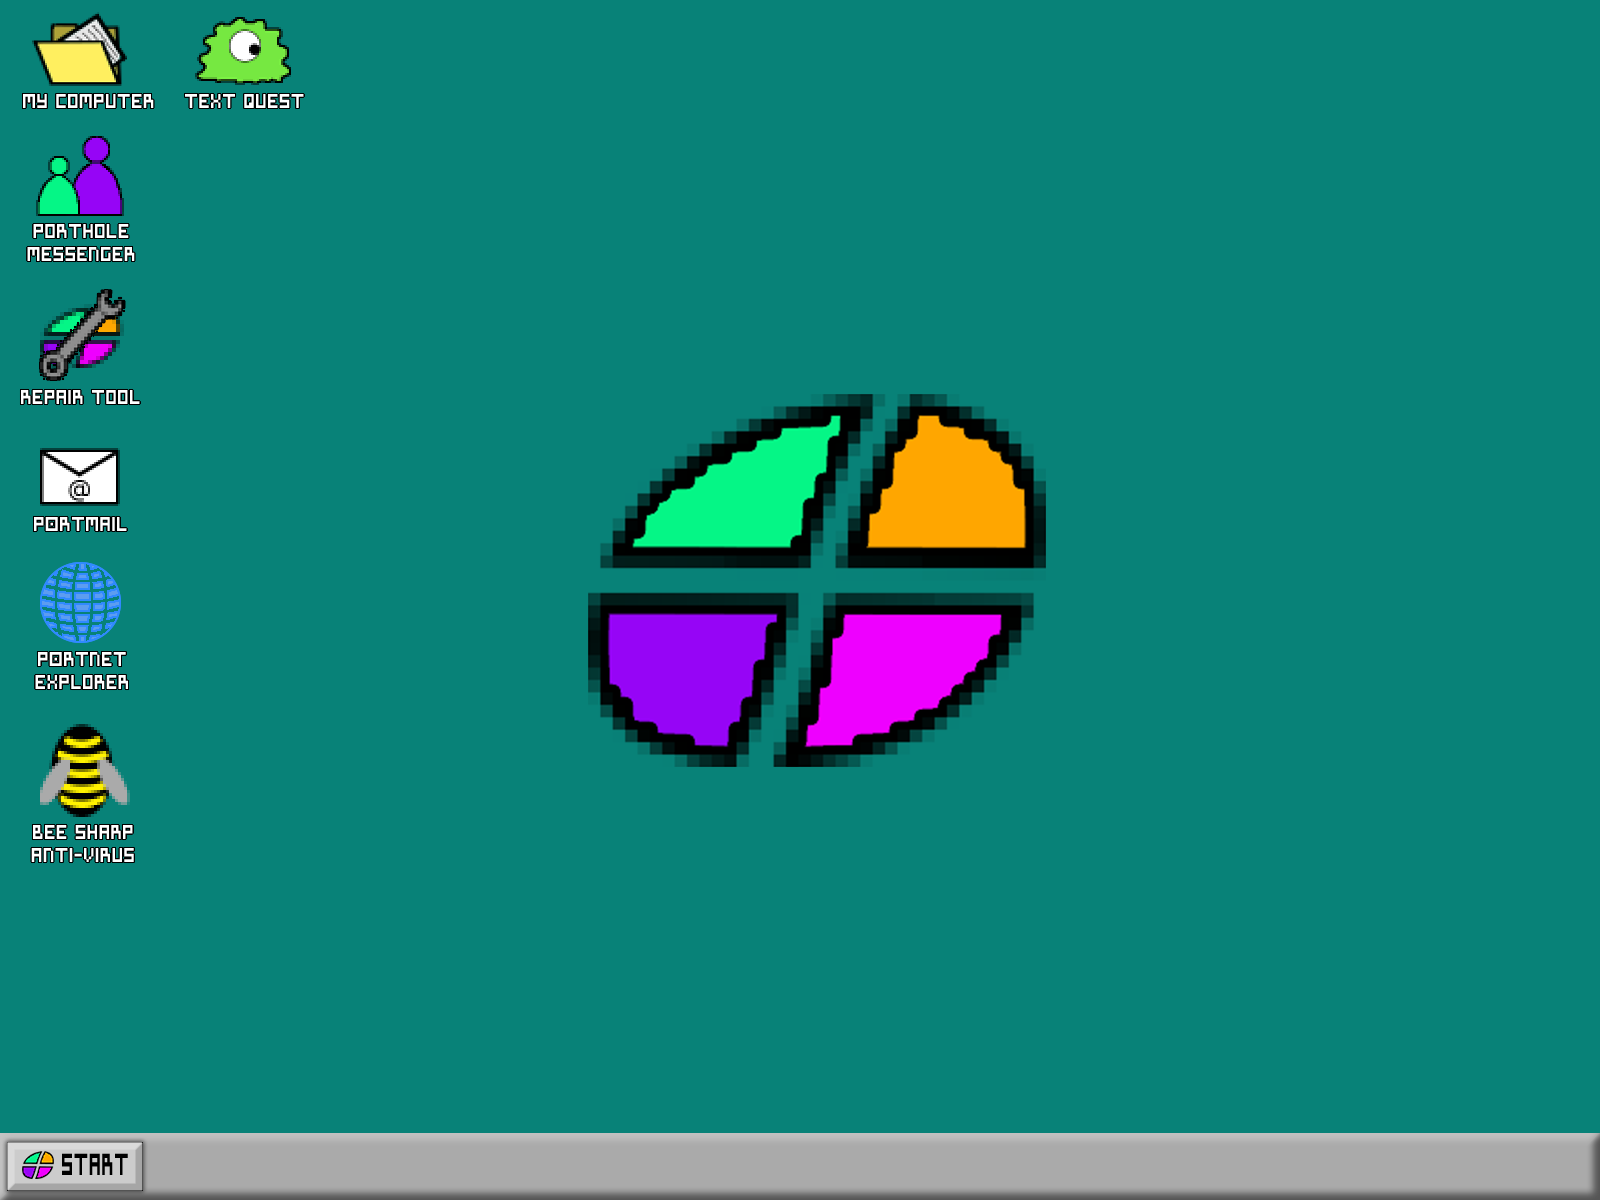 MY COMPUTER
TEXT QUEST
PORTHOLE
MESSENGER
REPAIR TOOL
@
PORTMAIL
PORTNET
EXPLORER
BEE SHARP
ANTI-VIRUS
START